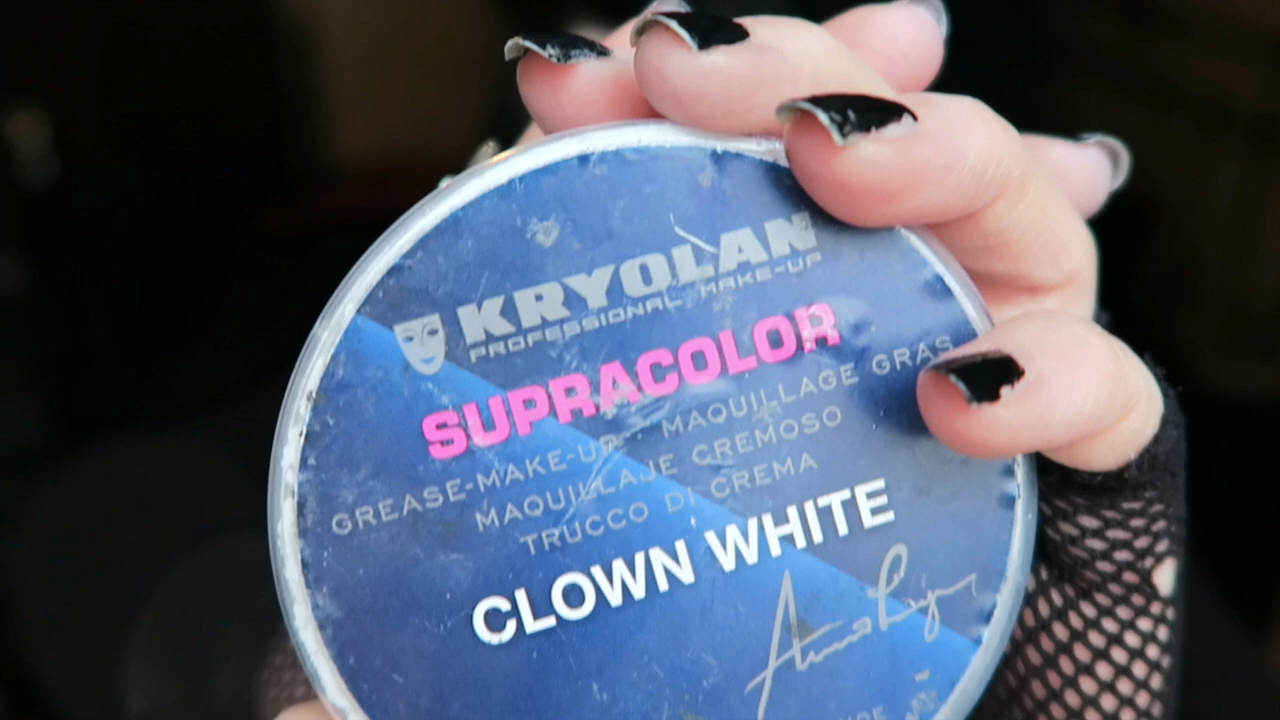 KRYOLAN
PROFESSIONAL MAKE-UP
SUPRACOLOR
GREASE-MAKE-UP · MAQUILLAGE GRAS
MAQUILLAJE CREMOSO
TRUCCO DI CREMA
CLOWN WHITE